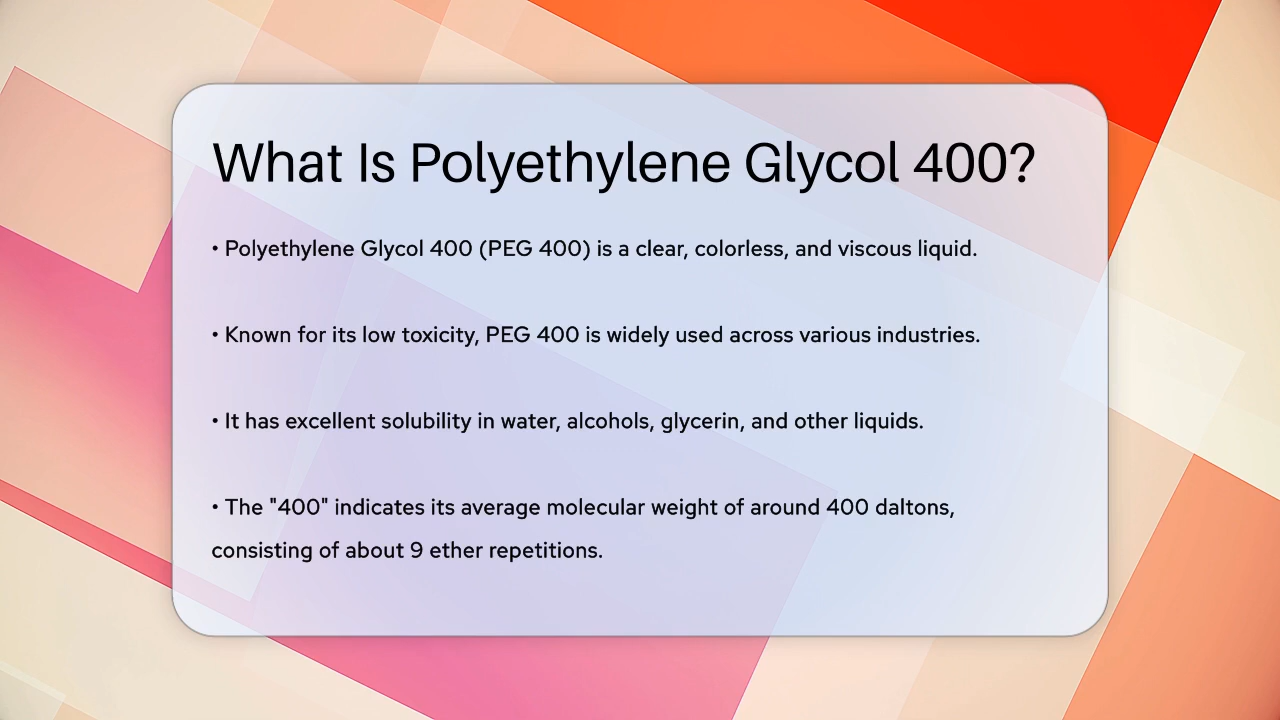 What Is Polyethylene Glycol 400?
• Polyethylene Glycol 400 (PEG 400) is a clear, colorless, and viscous liquid.
• Known for its low toxicity, PEG 400 is widely used across various industries.
• It has excellent solubility in water, alcohols, glycerin, and other liquids.
• The "400" indicates its average molecular weight of around 400 daltons,
consisting of about 9 ether repetitions.